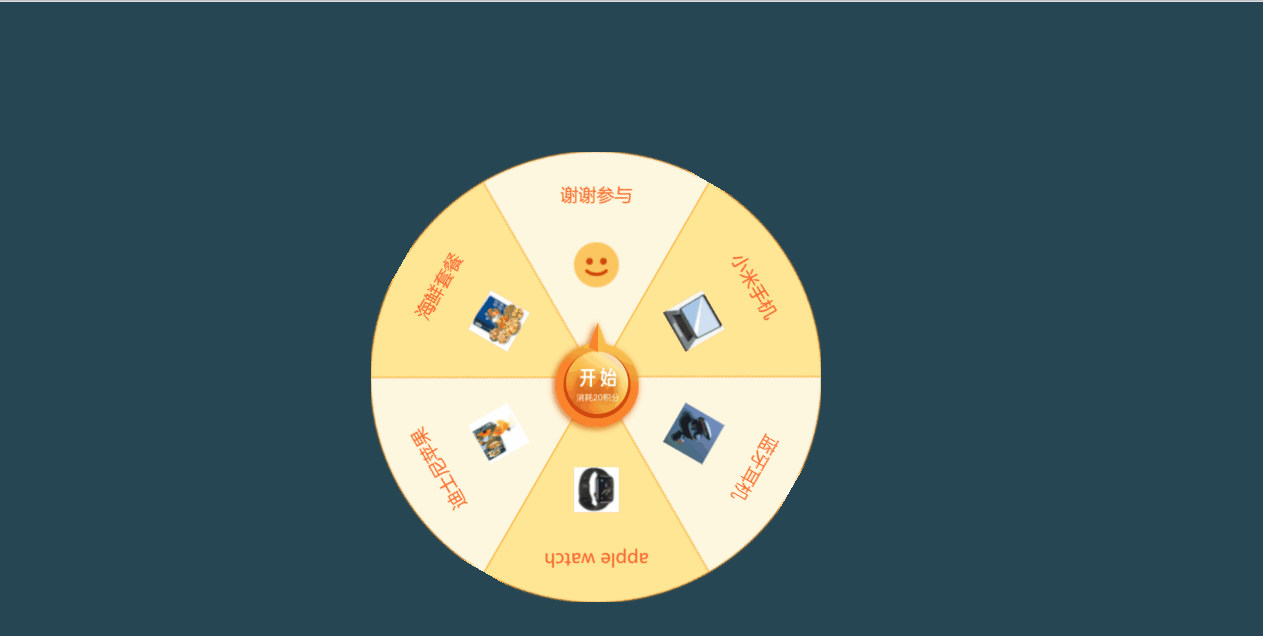 谢谢参与
小米手机
蓝牙耳机
apple watch
迪士尼苹果
海鲜套餐
开始
消耗20积分